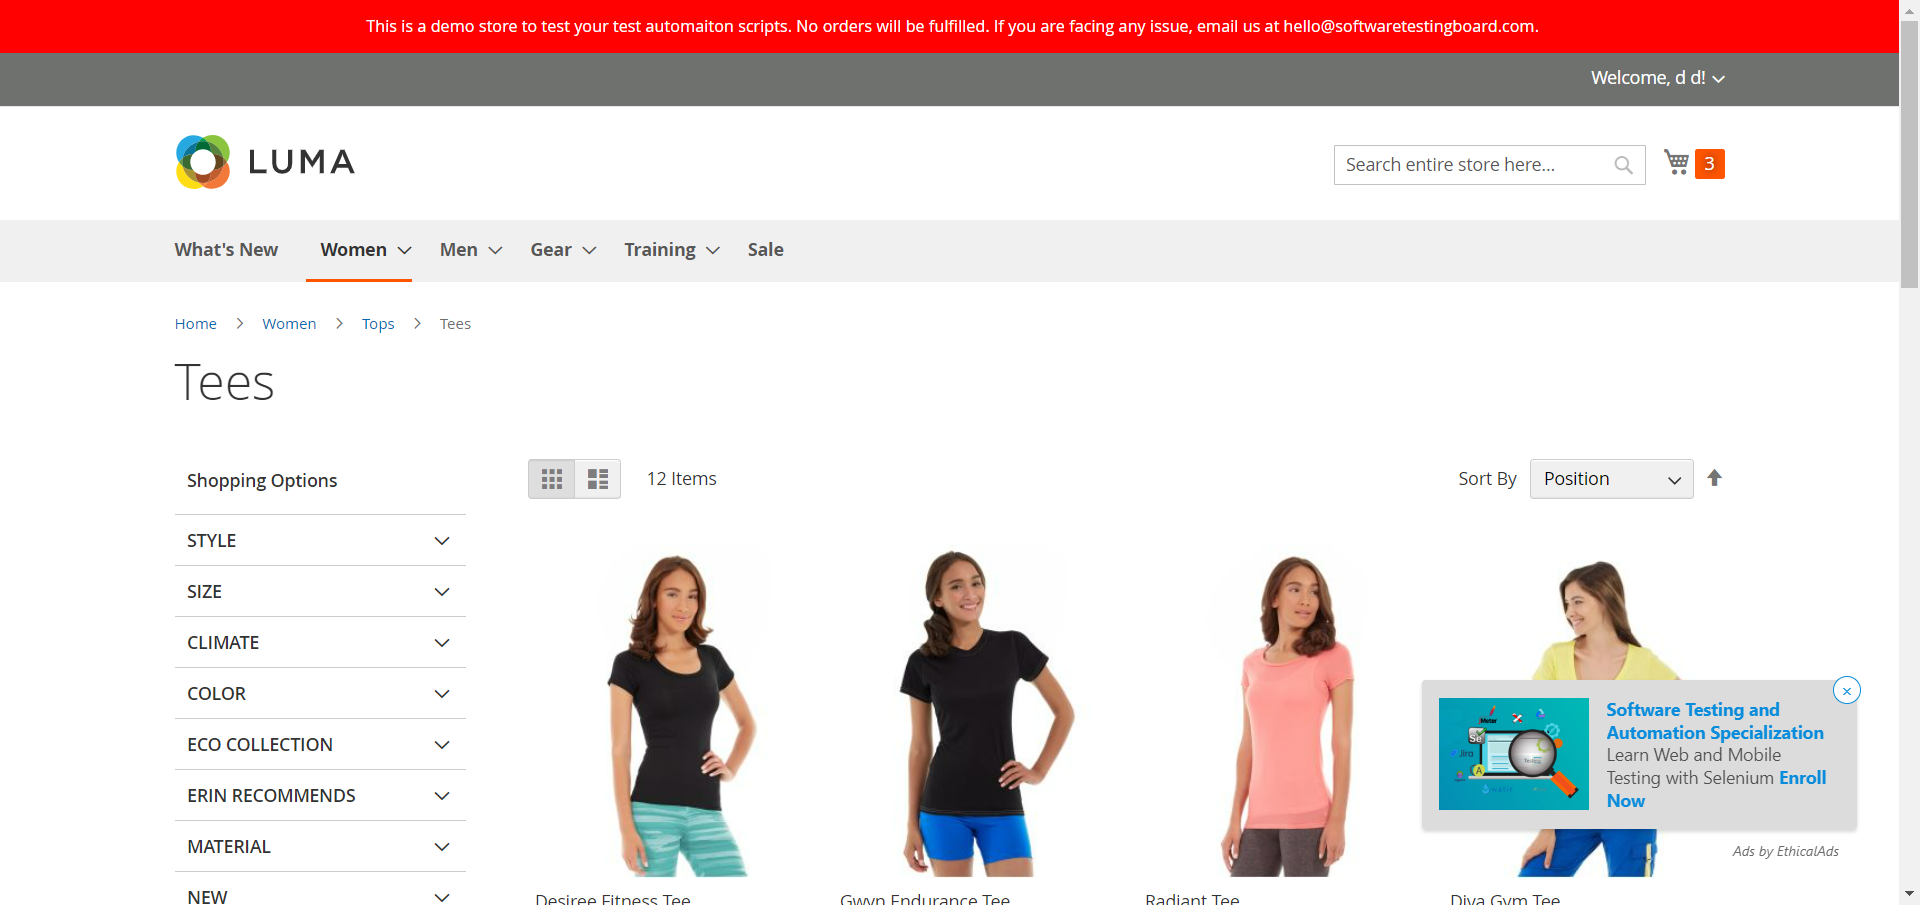 This is a demo store to test your test automaiton scripts. No orders will be fulfilled. If you are facing any issue, email us at hello@softwaretestingboard.com.
Welcome, d d!
LUMA
Search entire store here...
3
What's New
Women
Men
Gear
Training
Sale
Home
Women
Tops
Tees
Tees
Shopping Options
12 Items
Sort By
Position
STYLE
SIZE
CLIMATE
COLOR
ECO COLLECTION
ERIN RECOMMENDS
MATERIAL
NEW
Software Testing and
Automation Specialization
Learn Web and Mobile
Testing with Selenium Enroll
Now
Ads by EthicalAds
Desiree Fitness Tee
Gwyn Endurance Tee
Radiant Tee
Diva Gym Tee